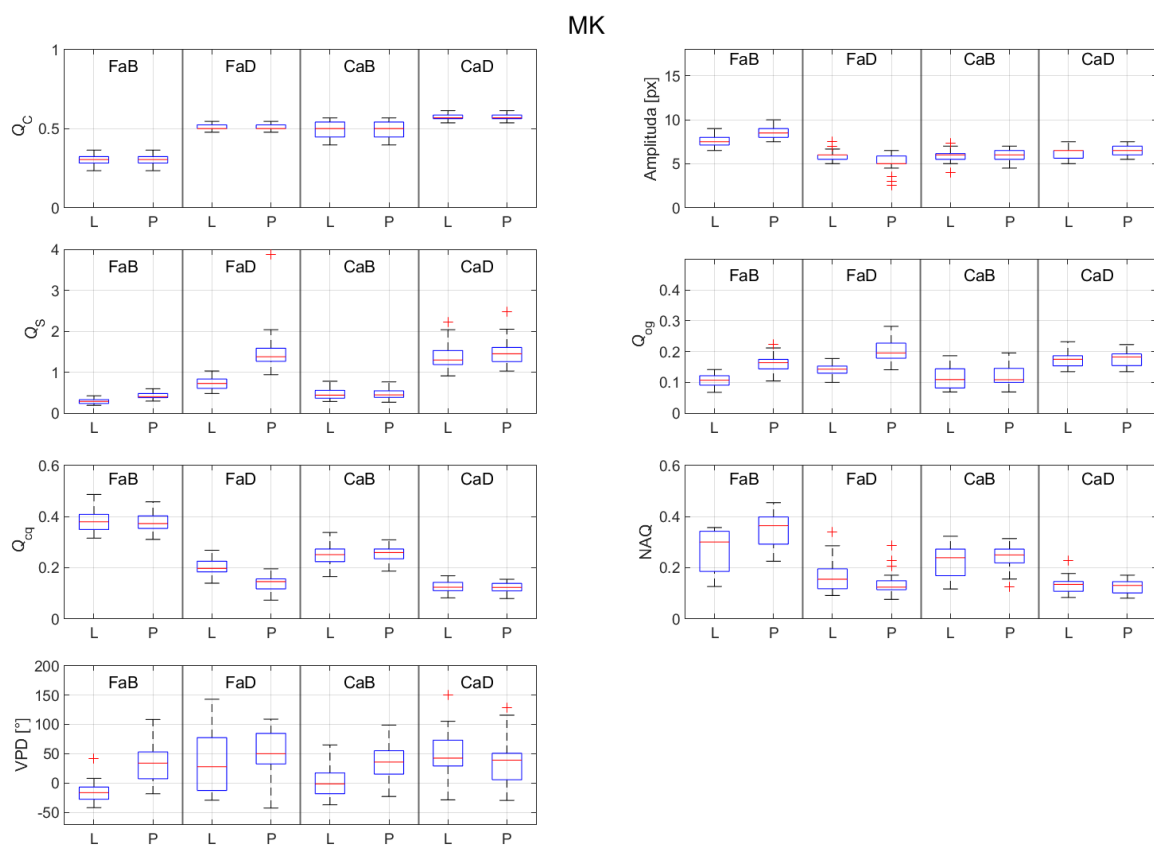 MK
1
0.5
0
Q_C
FaB FaD CaB CaD
L P L P L P L P
15
10
5
0
Amplituda [px]
FaB FaD CaB CaD
L P L P L P L P
4
3
2
1
0
Q_S
FaB FaD CaB CaD
L P L P L P L P
0.4
0.3
0.2
0.1
0
Q_og
FaB FaD CaB CaD
L P L P L P L P
0.6
0.4
0.2
0
Q_cq
FaB FaD CaB CaD
L P L P L P L P
0.6
0.4
0.2
0
NAQ
FaB FaD CaB CaD
L P L P L P L P
200
150
100
50
0
-50
VPD [°]
FaB FaD CaB CaD
L P L P L P L P